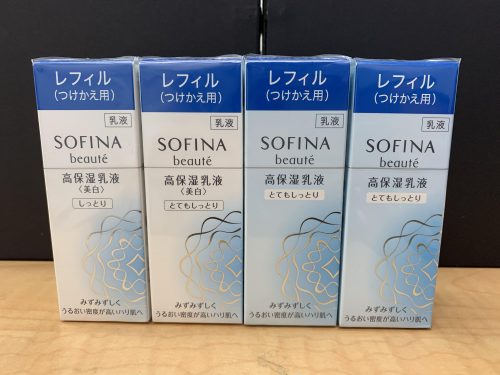 レフィル
(つけかえ用)
乳液
SOFINA
beauté
高保湿乳液
〈美白〉
しっとり
みずみずしく
うるおい密度が高いハリ肌へ
レフィル
(つけかえ用)
乳液
SOFINA
beauté
高保湿乳液
〈美白〉
とてもしっとり
みずみずしく
うるおい密度が高いハリ肌へ
レフィル
(つけかえ用)
乳液
SOFINA
beauté
高保湿乳液
とてもしっとり
みずみずしく
うるおい密度が高いハリ肌へ
レフィル
(つけかえ用)
乳液
SOFINA
beauté
高保湿乳液
とてもしっとり
みずみずしく
うるおい密度が高いハリ肌へ